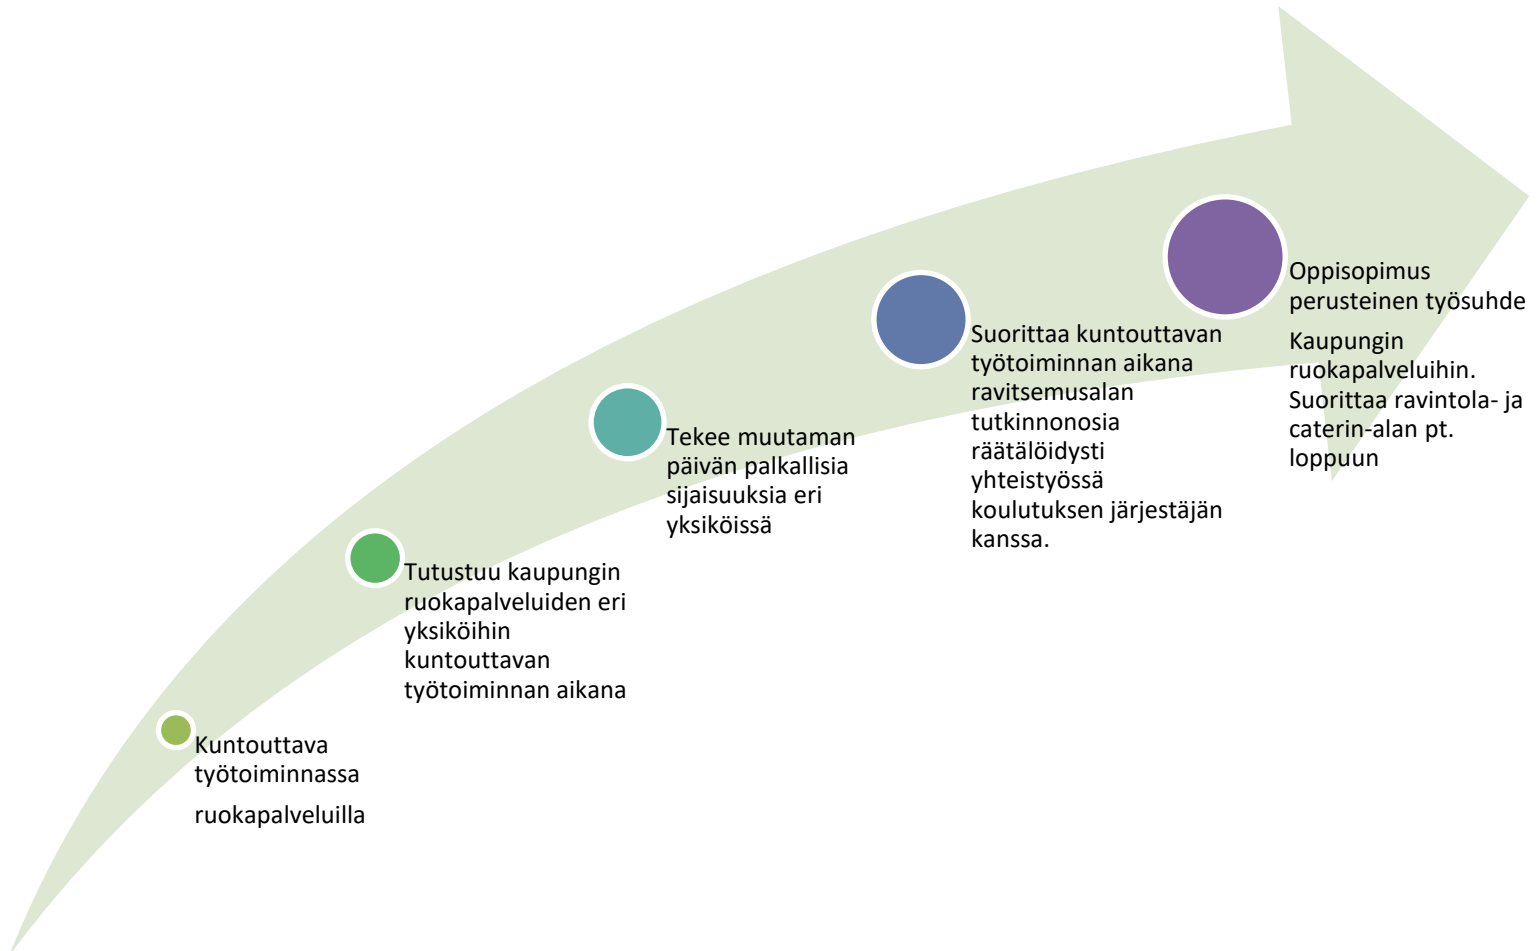 Kuntouttava
työtoiminnassa
ruokapalveluilla
Tutustuu kaupungin
ruokapalveluiden eri
yksiköihin
kuntouttavan
työtoiminnan aikana
Tekee muutaman
päivän palkallisia
sijaisuuksia eri
yksiköissä
Suorittaa kuntouttavan
työtoiminnan aikana
ravitsemusalan
tutkinnonosia
räätälöidysti
yhteistyössä
koulutuksen järjestäjän
kanssa.
Oppisopimus
perusteinen työsuhde
Kaupungin
ruokapalveluihin.
Suorittaa ravintola- ja
caterin-alan pt.
loppuun